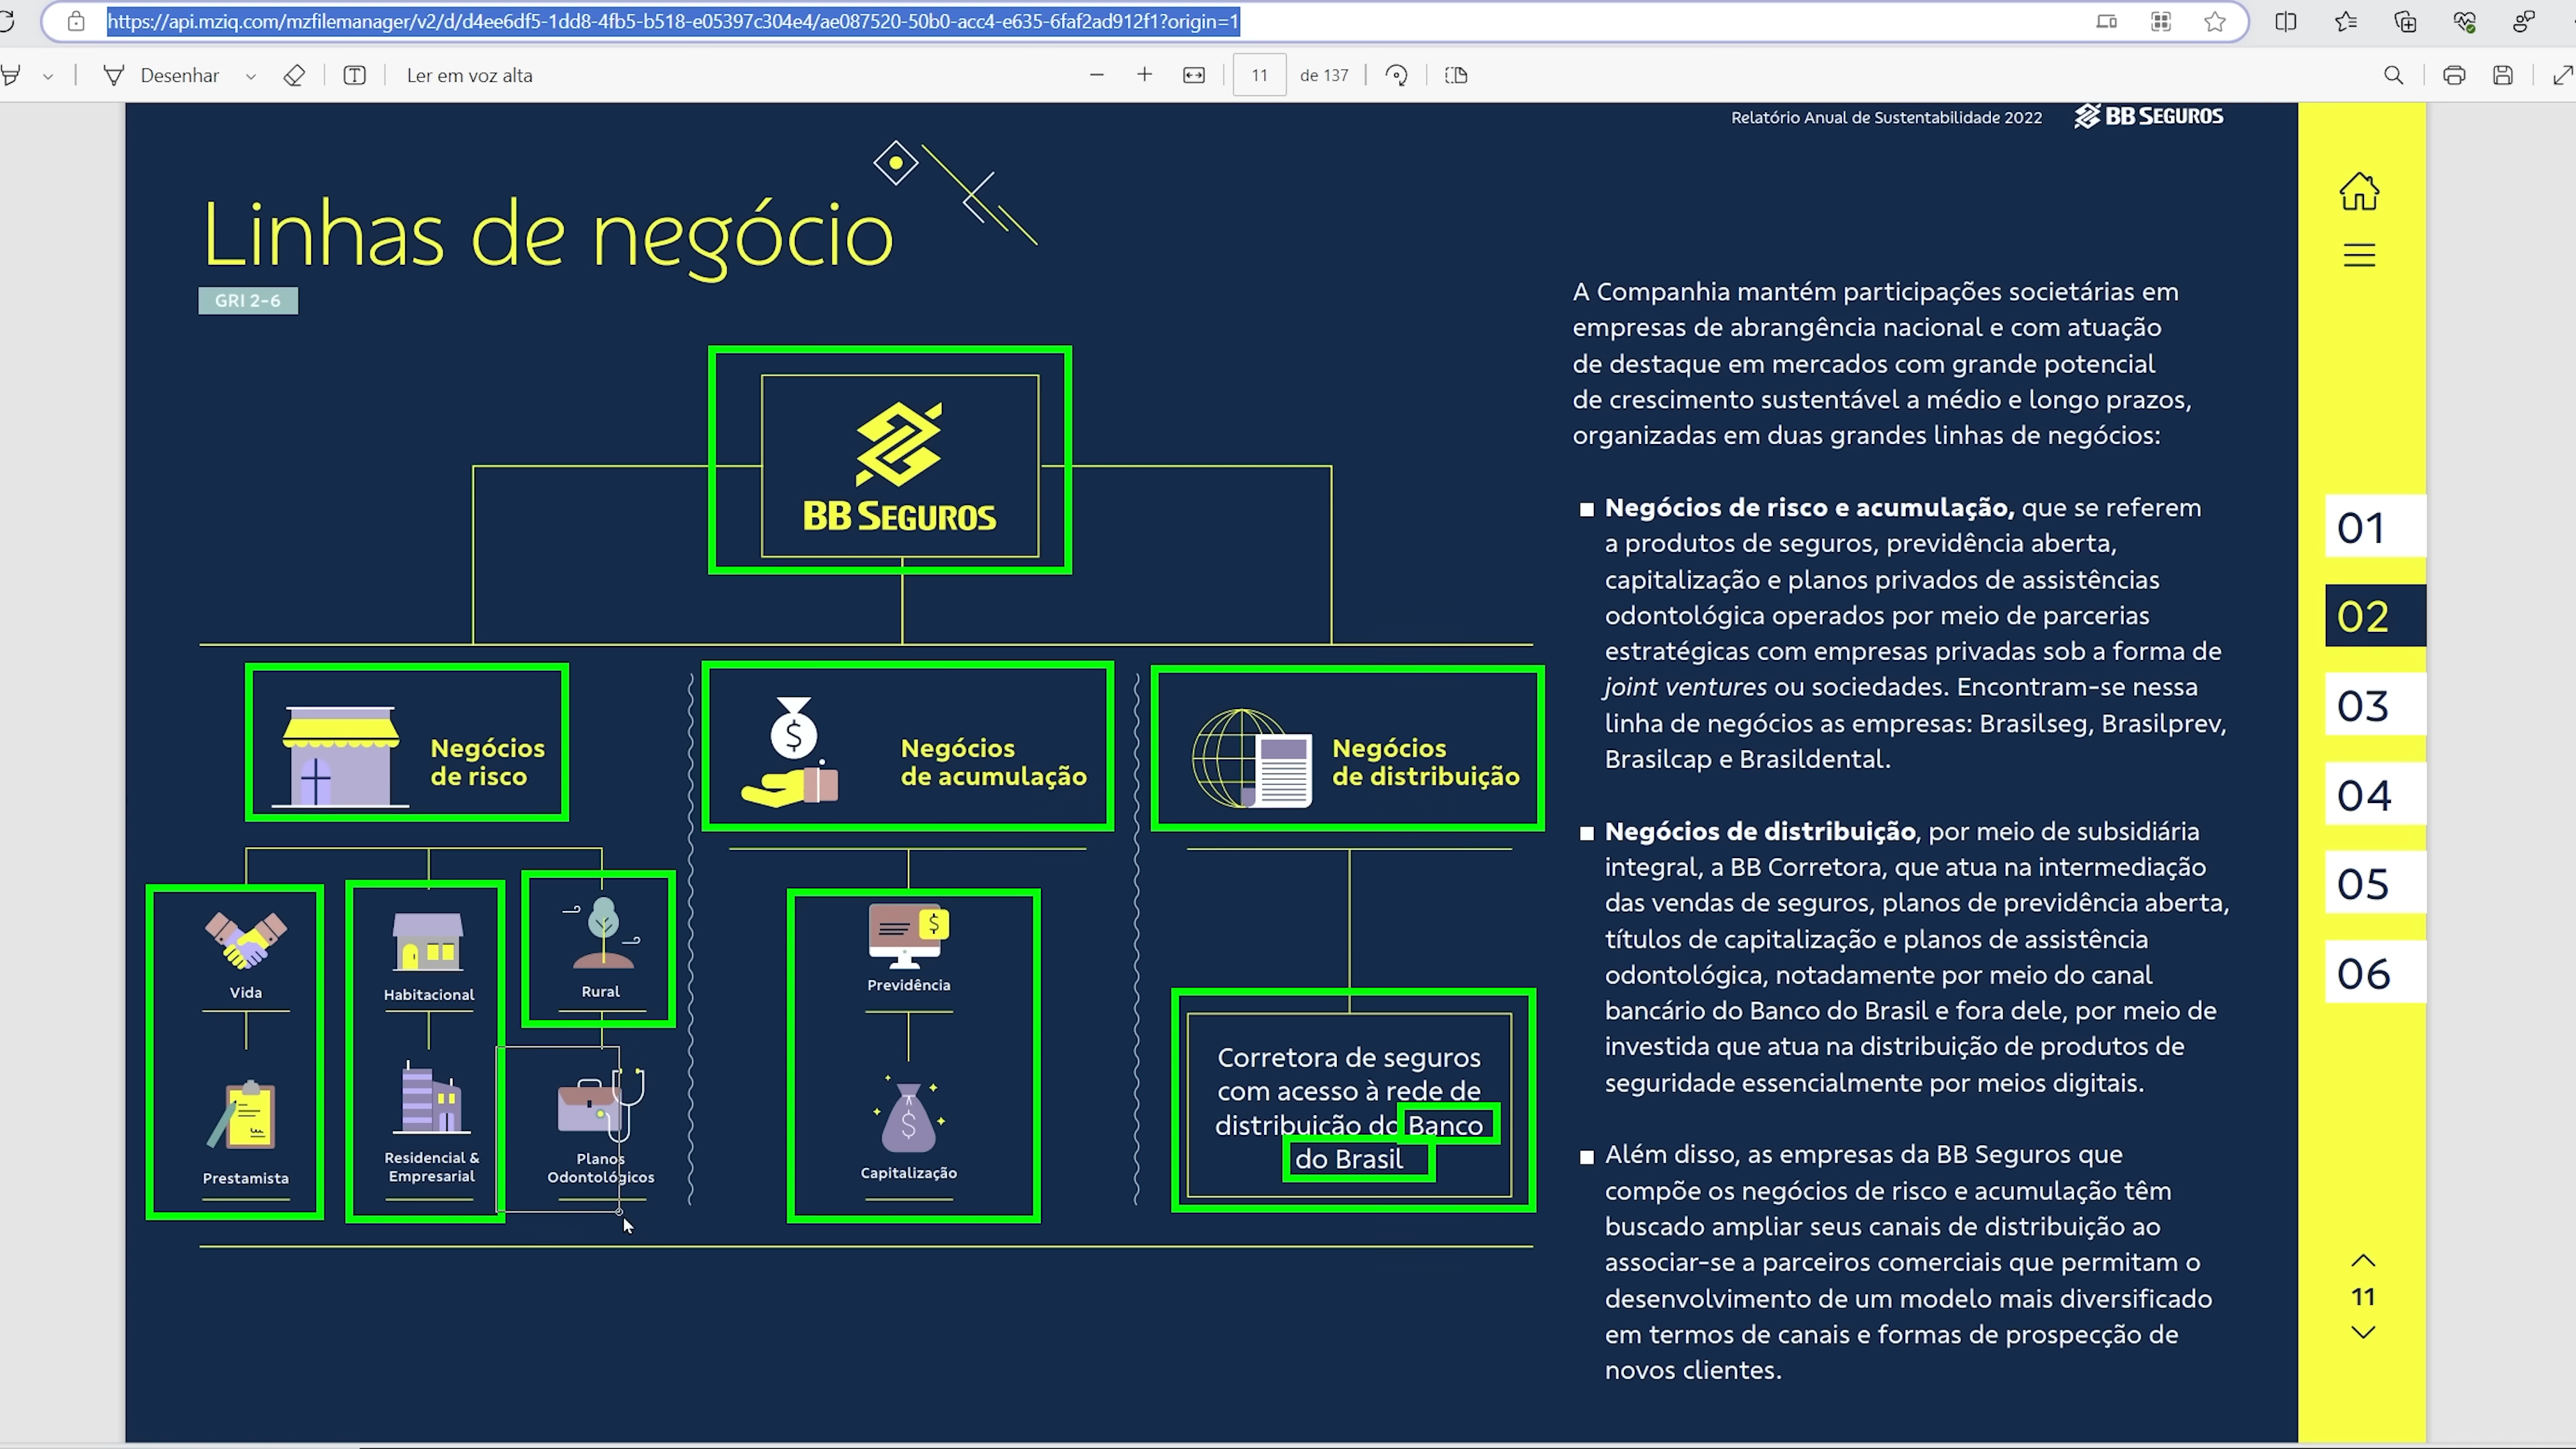 https://api.mziq.com/mzfilemanager/v2/d/d4ee6df5-1dd8-4fb5-b518-e05397c304e4/ae087520-50b0-acc4-e635-6faf2ad912f1?origin=1
Desenhar
Ler em voz alta
11
de 137
Relatório Anual de Sustentabilidade 2022
BB SEGUROS
Linhas de negócio
GRI 2-6
BB SEGUROS
Negócios
de risco
Negócios
de acumulação
Negócios
de distribuição
Vida
Habitacional
Rural
Prestamista
Residencial &
Empresarial
Planos
Odontológicos
Previdência
Capitalização
Corretora de seguros
com acesso à rede de
distribuição do Banco
do Brasil
A Companhia mantém participações societárias em
empresas de abrangência nacional e com atuação
de destaque em mercados com grande potencial
de crescimento sustentável a médio e longo prazos,
organizadas em duas grandes linhas de negócios:
Negócios de risco e acumulação, que se referem
a produtos de seguros, previdência aberta,
capitalização e planos privados de assistências
odontológica operados por meio de parcerias
estratégicas com empresas privadas sob a forma de
joint ventures ou sociedades. Encontram-se nessa
linha de negócios as empresas: Brasilseg, Brasilprev,
Brasilcap e Brasildental.
Negócios de distribuição, por meio de subsidiária
integral, a BB Corretora, que atua na intermediação
das vendas de seguros, planos de previdência aberta,
títulos de capitalização e planos de assistência
odontológica, notadamente por meio do canal
bancário do Banco do Brasil e fora dele, por meio de
investida que atua na distribuição de produtos de
seguridade essencialmente por meios digitais.
Além disso, as empresas da BB Seguros que
compõe os negócios de risco e acumulação têm
buscado ampliar seus canais de distribuição ao
associar-se a parceiros comerciais que permitam o
desenvolvimento de um modelo mais diversificado
em termos de canais e formas de prospecção de
novos clientes.
01
02
03
04
05
06
11